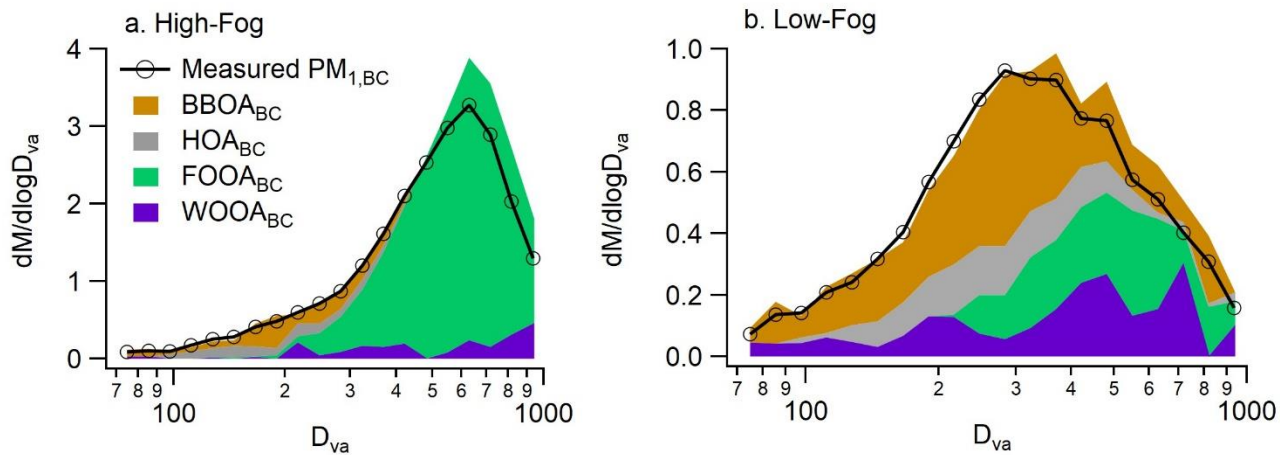 a. High-Fog
Measured PM1,BC
BBOABC
HOABC
FOOABC
WOOABC
4
3
2
1
0
dM/dlogDva
7 8 9 100 2 3 4 5 6 7 8 9 1000
Dva
b. Low-Fog
1.0
0.8
0.6
0.4
0.2
0.0
dM/dlogDva
7 8 9 100 2 3 4 5 6 7 8 9 1000
Dva